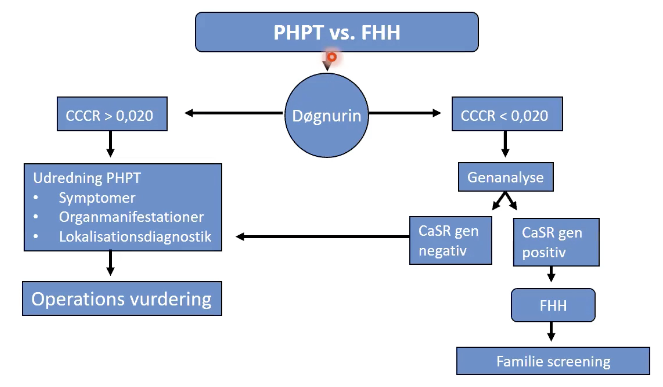 PHPT vs. FHH
Døgnurin
CCCR > 0,020
CCCR < 0,020
Udredning PHPT
• Symptomer
• Organmanifestationer
• Lokalisationsdiagnostik
Operations vurdering
Genanalyse
CaSR gen
negativ
CaSR gen
positiv
FHH
Familie screening